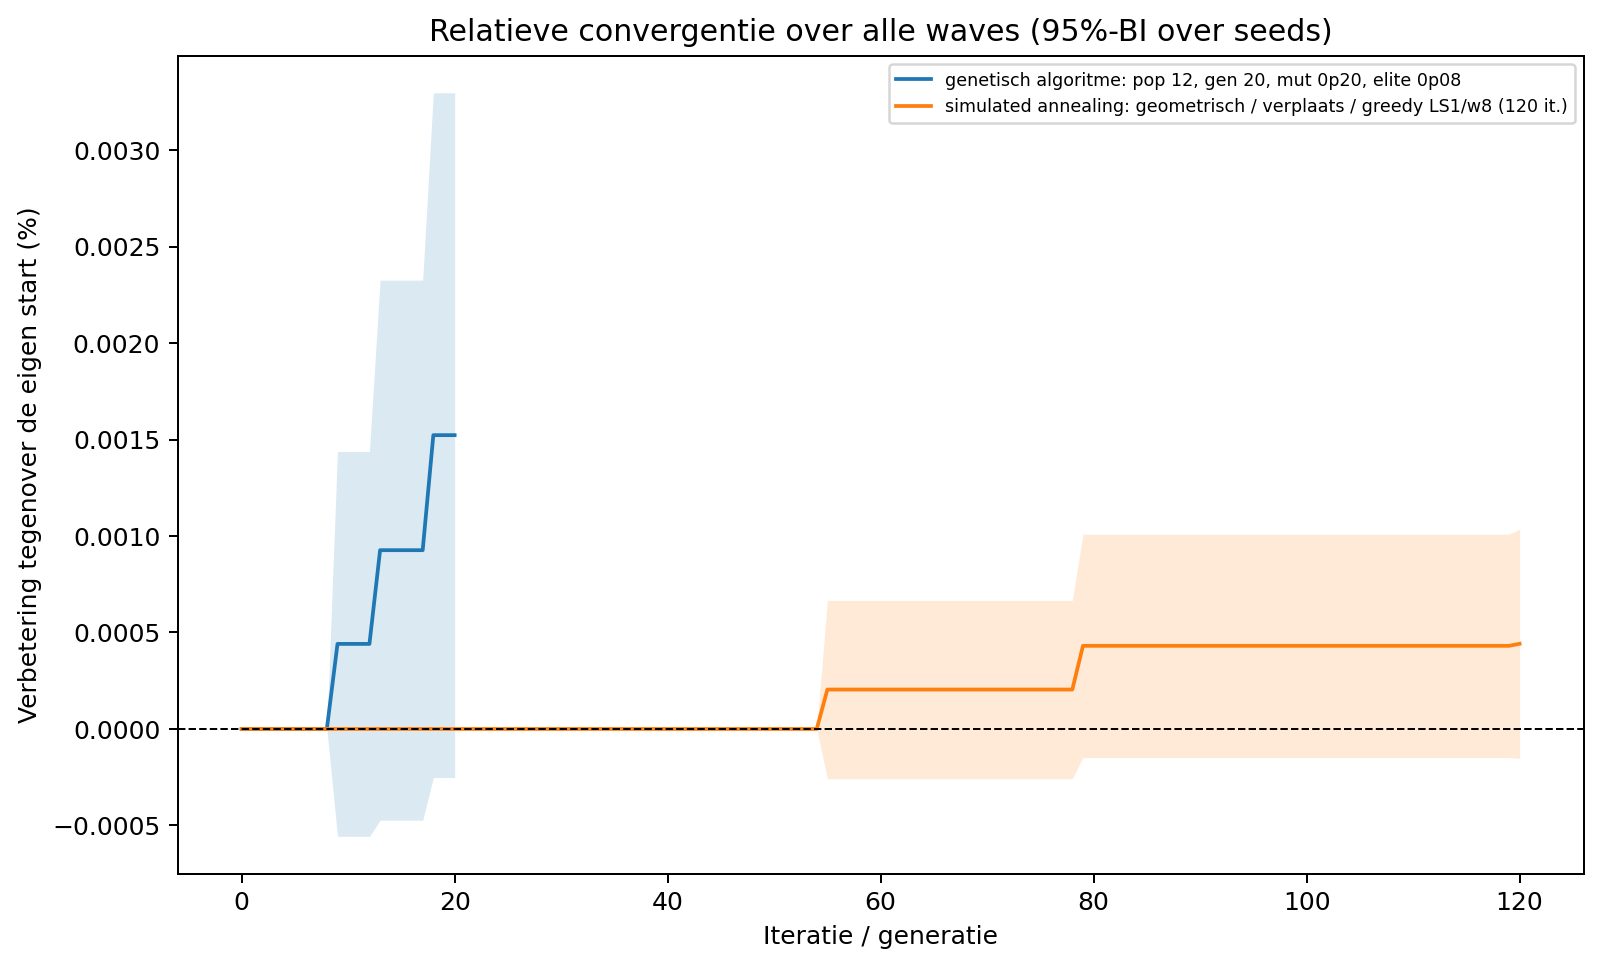 Relatieve convergentie over alle waves (95%-BI over seeds)
genetisch algoritme: pop 12, gen 20, mut 0p20, elite 0p08
simulated annealing: geometrisch / verplaats / greedy LS1/w8 (120 it.)
Verbetering tegenover de eigen start (%)
0.0030
0.0025
0.0020
0.0015
0.0010
0.0005
0.0000
−0.0005
0 20 40 60 80 100 120
Iteratie / generatie